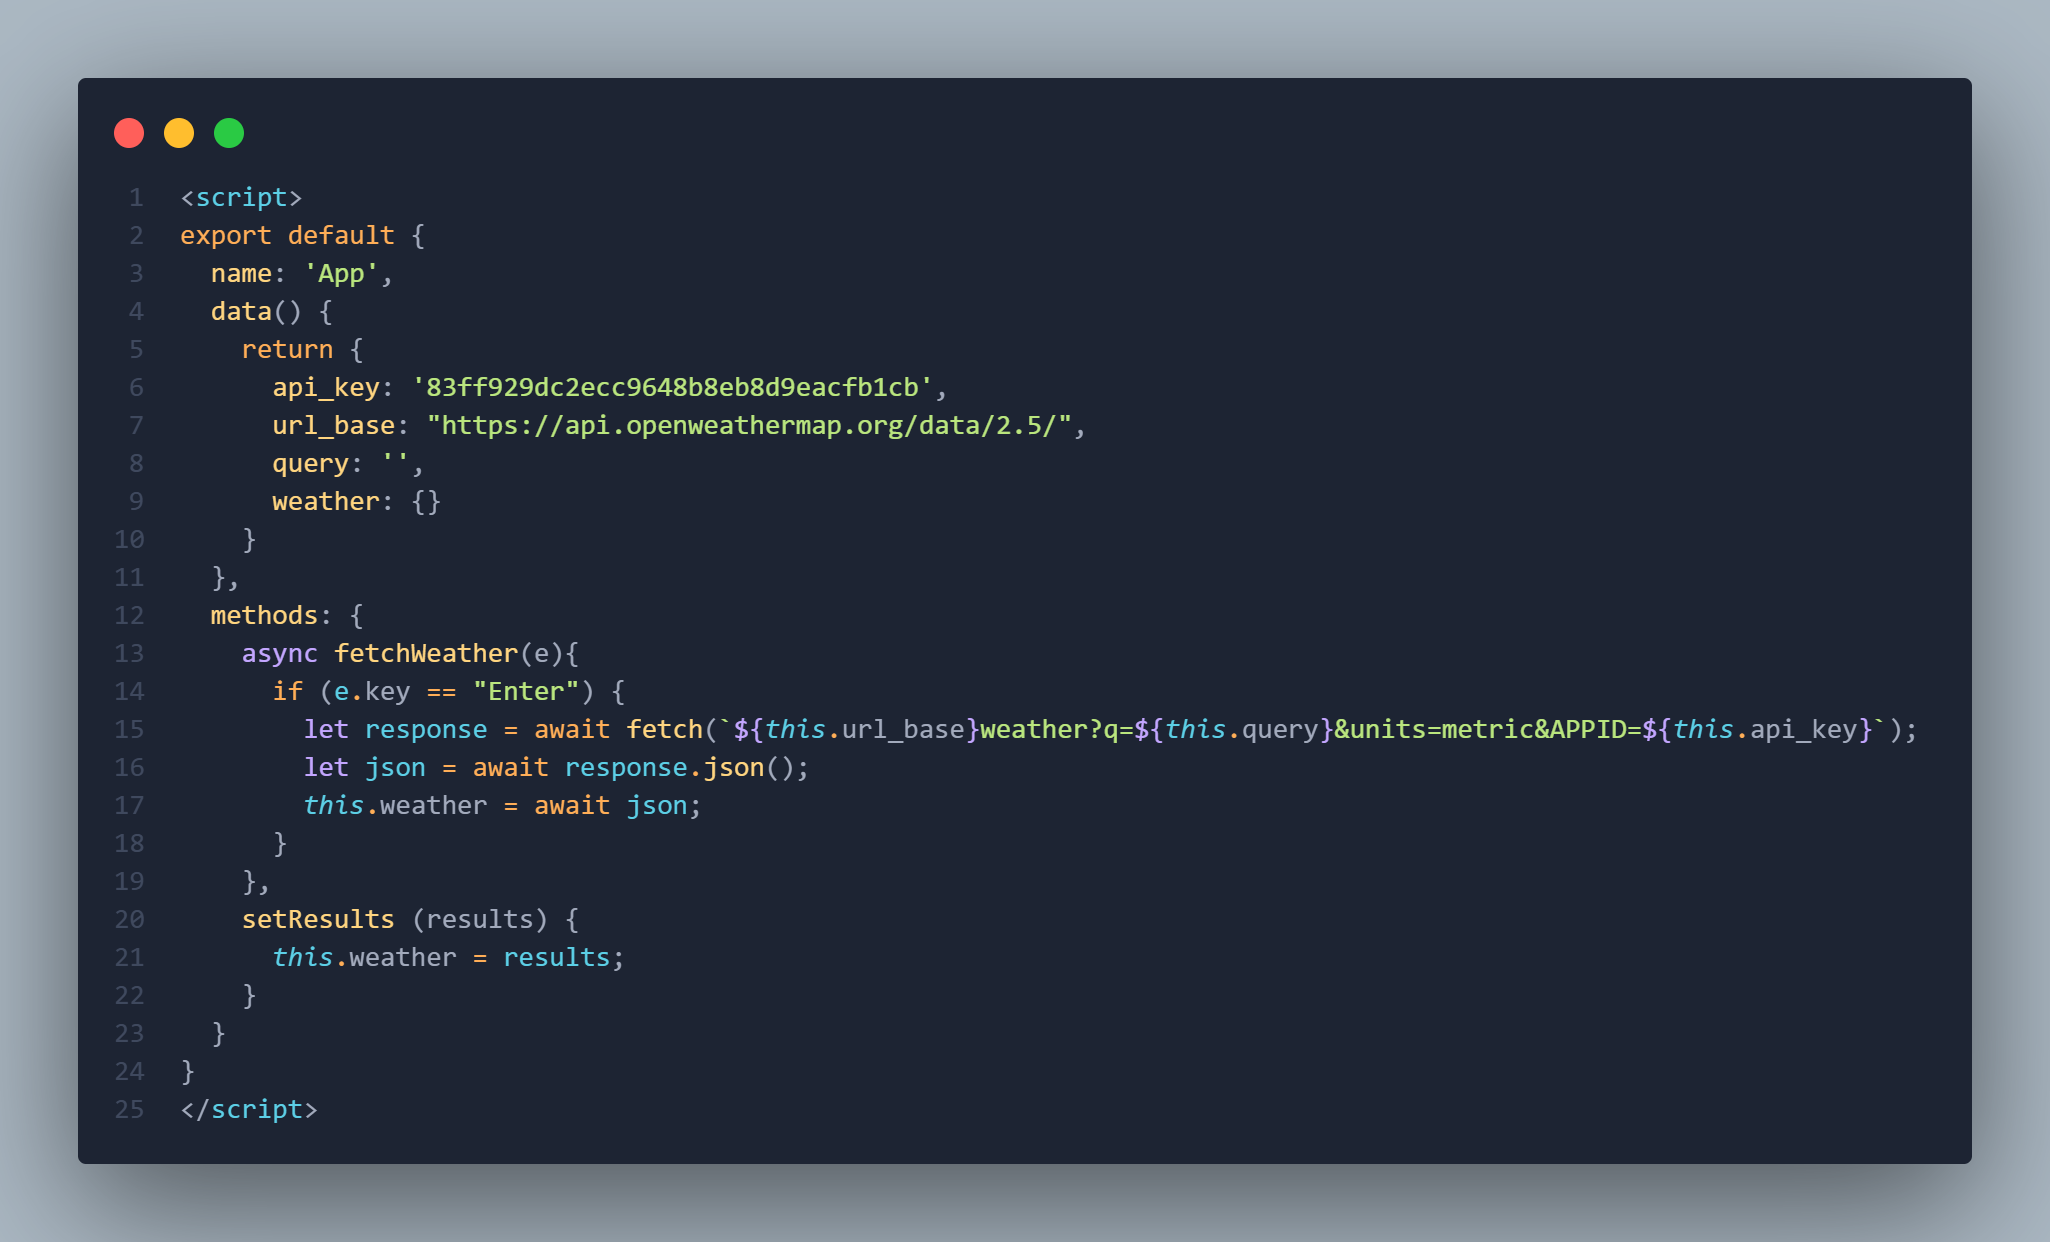 1 <script>
2 export default {
3   name: 'App',
4   data() {
5     return {
6       api_key: '83ff929dc2ecc9648b8eb8d9eacfb1cb',
7       url_base: "https://api.openweathermap.org/data/2.5/",
8       query: '',
9       weather: {}
10     }
11   },
12   methods: {
13     async fetchWeather(e){
14       if (e.key == "Enter") {
15         let response = await fetch(`${this.url_base}weather?q=${this.query}&units=metric&APPID=${this.api_key}`);
16         let json = await response.json();
17         this.weather = await json;
18       }
19     },
20     setResults (results) {
21       this.weather = results;
22     }
23   }
24 }
25 </script>